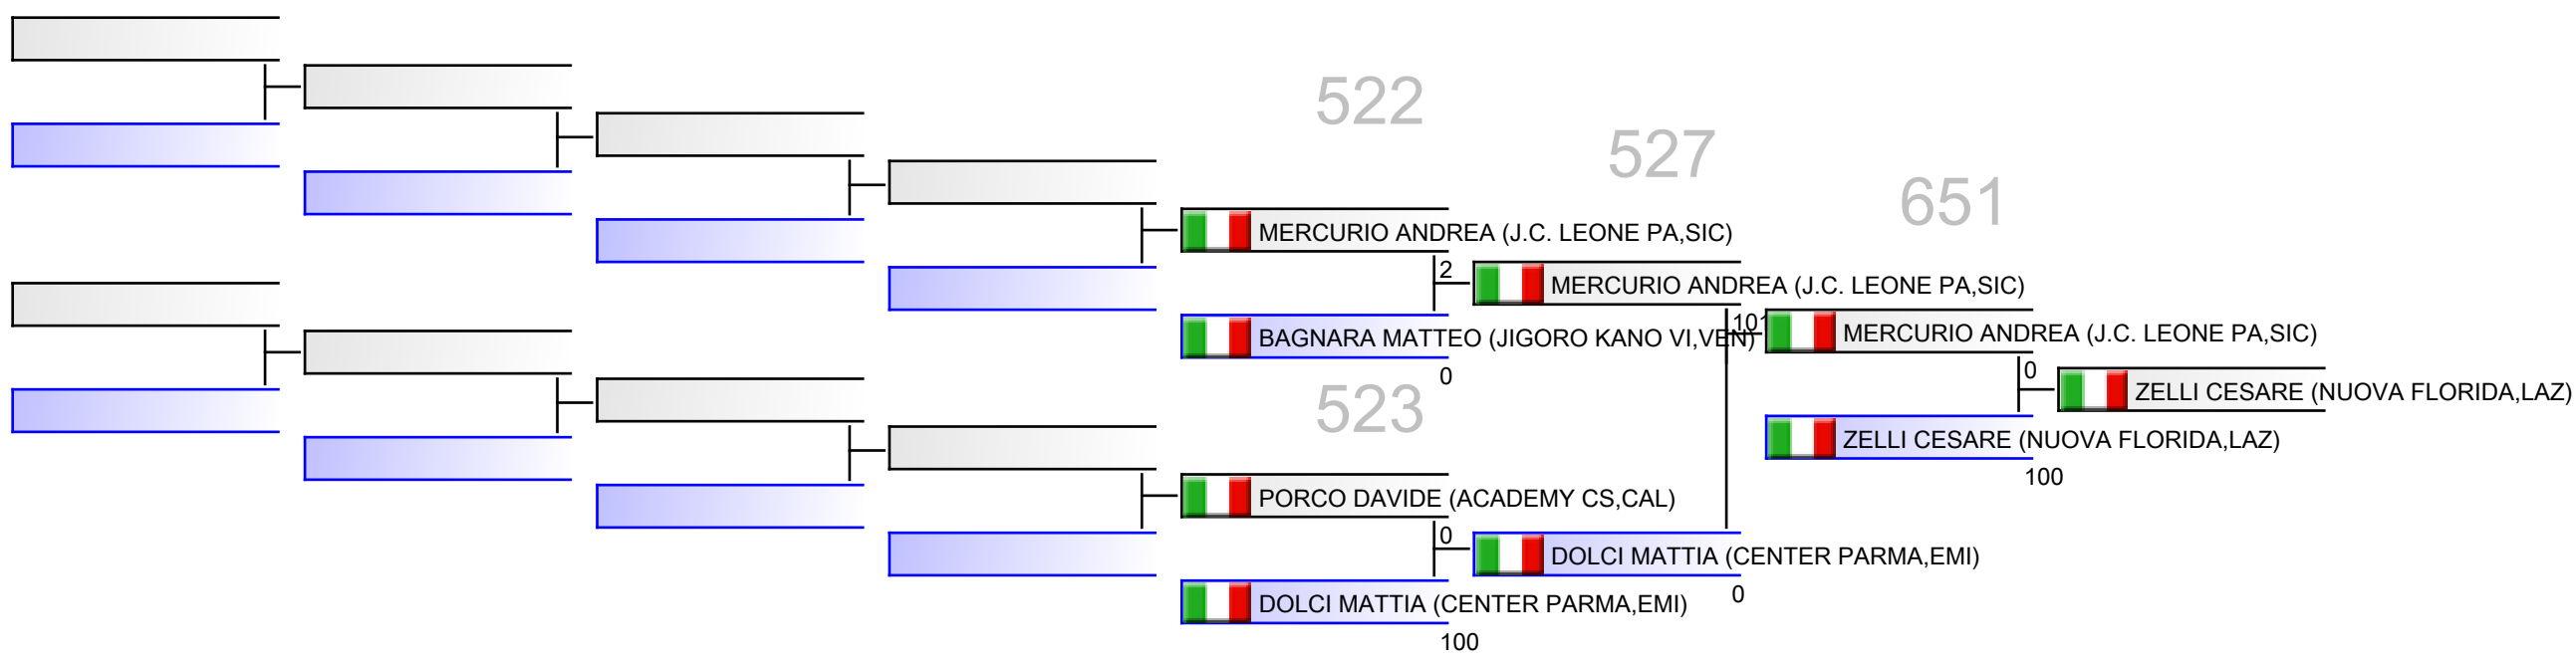 522
527
651
MERCURIO ANDREA (J.C. LEONE PA,SIC)
2
MERCURIO ANDREA (J.C. LEONE PA,SIC)
BAGNARA MATTEO (JIGORO KANO VI,VEN)
0
101
MERCURIO ANDREA (J.C. LEONE PA,SIC)
0
ZELLI CESARE (NUOVA FLORIDA,LAZ)
ZELLI CESARE (NUOVA FLORIDA,LAZ)
100
523
PORCO DAVIDE (ACADEMY CS,CAL)
0
DOLCI MATTIA (CENTER PARMA,EMI)
0
DOLCI MATTIA (CENTER PARMA,EMI)
100